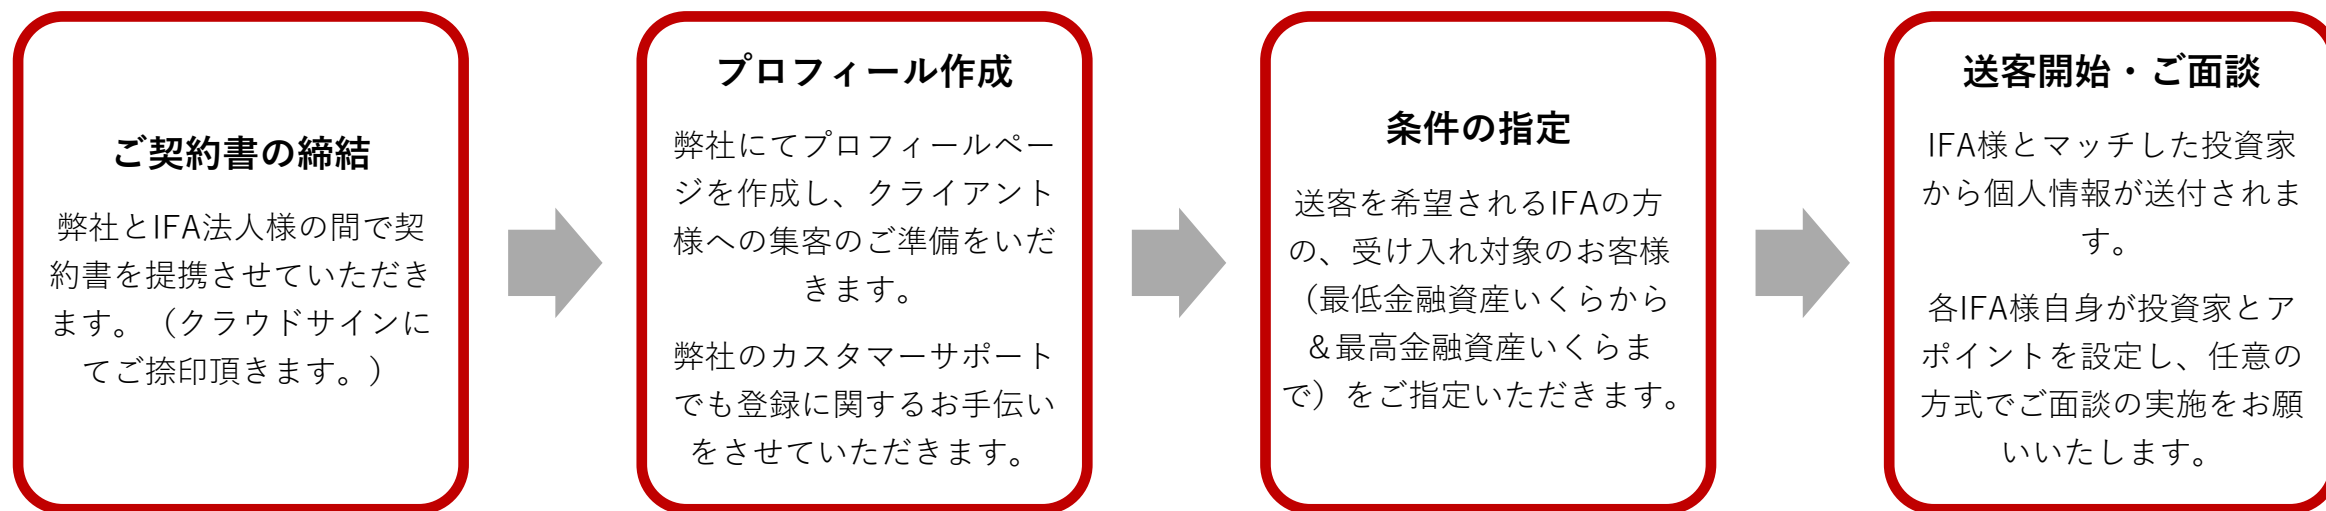 ご契約書の締結
弊社とIFA法人様の間で契
約書を提携させていただき
ます。（クラウドサインに
てご捺印頂きます。）
プロフィール作成
弊社にてプロフィールペー
ジを作成し、クライアント
様への集客のご準備をいだ
きます。
弊社のカスタマーサポート
でも登録に関するお手伝い
をさせていただきます。
条件の指定
送客を希望されるIFAの方
の、受け入れ対象のお客様
（最低金融資産いくらから
＆最高金融資産いくらま
で）をご指定いただきます。
送客開始・ご面談
IFA様とマッチした投資家
から個人情報が送付されま
す。
各IFA様自身が投資家とア
ポイントを設定し、任意の
方式でご面談の実施をお願
いいたします。